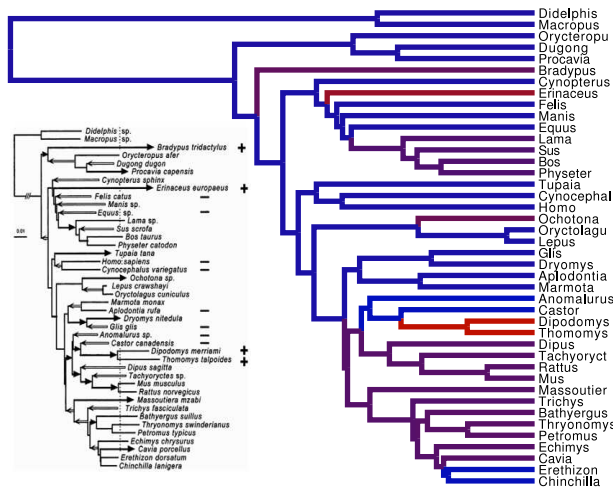 Didelphis
Macropus
Orycteropu
Dugong
Procavia
Bradypus
Cynopterus
Erinaceus
Felis
Manis
Equus
Lama
Sus
Bos
Physeter
Tupaia
Cynocephal
Homo
Ochotona
Oryctolagu
Lepus
Glis
Dryomys
Aplodontia
Marmota
Anomalurus
Castor
Dipodomys
Thomomys
Dipus
Tachyoryct
Rattus
Mus
Massoutier
Trichys
Bathyergus
Thryonomys
Petromus
Echimys
Cavia
Erethizon
Chinchilla
Didelphis sp.
Macropus sp.
Bradypus tridactylus +
Orycteropus afer
Dugong dugon
Procavia capensis
Cynopterus sphinx
Erinaceus europaeus +
Felis catus –
Manis sp.
Equus sp. –
Lama sp.
Sus scrofa
Bos taurus
Physeter catodon
Tupaia tana
Homo sapiens –
Cynocephalus variegatus –
Ochotona sp.
Lepus crawshayi
Oryctolagus cuniculus
Marmota monax
Aplodontia rufa –
Dryomys nitedula
Glis glis –
Anomalurus sp. –
Castor canadensis –
Dipodomys merriami +
Thomomys talpoides +
Dipus sagitta
Tachyoryctes sp.
Mus musculus
Rattus norvegicus
Massoutiera mzabi
Trichys fasciculata
Bathyergus suillus
Thryonomys swinderianus
Petromus typicus
Echimys chrysurus
Cavia porcellus
Erethizon dorsatum
Chinchilla lanigera
0.01